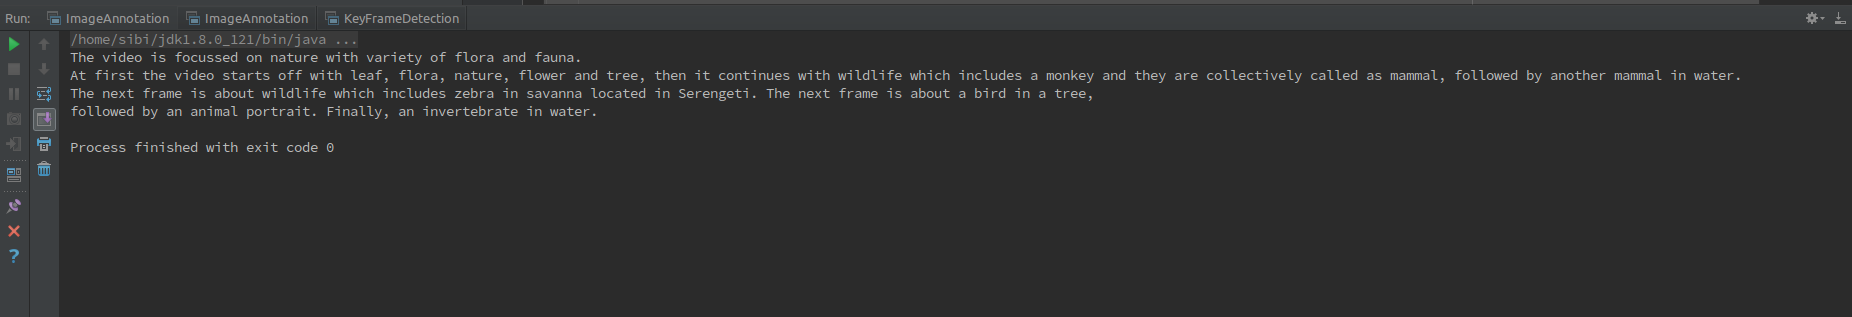 Run: ImageAnnotation ImageAnnotation KeyFrameDetection
/home/sibi/jdk1.8.0_121/bin/java ...
The video is focussed on nature with variety of flora and fauna.
At first the video starts off with leaf, flora, nature, flower and tree, then it continues with wildlife which includes a monkey and they are collectively called as mammal, followed by another mammal in water.
The next frame is about wildlife which includes zebra in savanna located in Serengeti. The next frame is about a bird in a tree,
followed by an animal portrait. Finally, an invertebrate in water.
Process finished with exit code 0